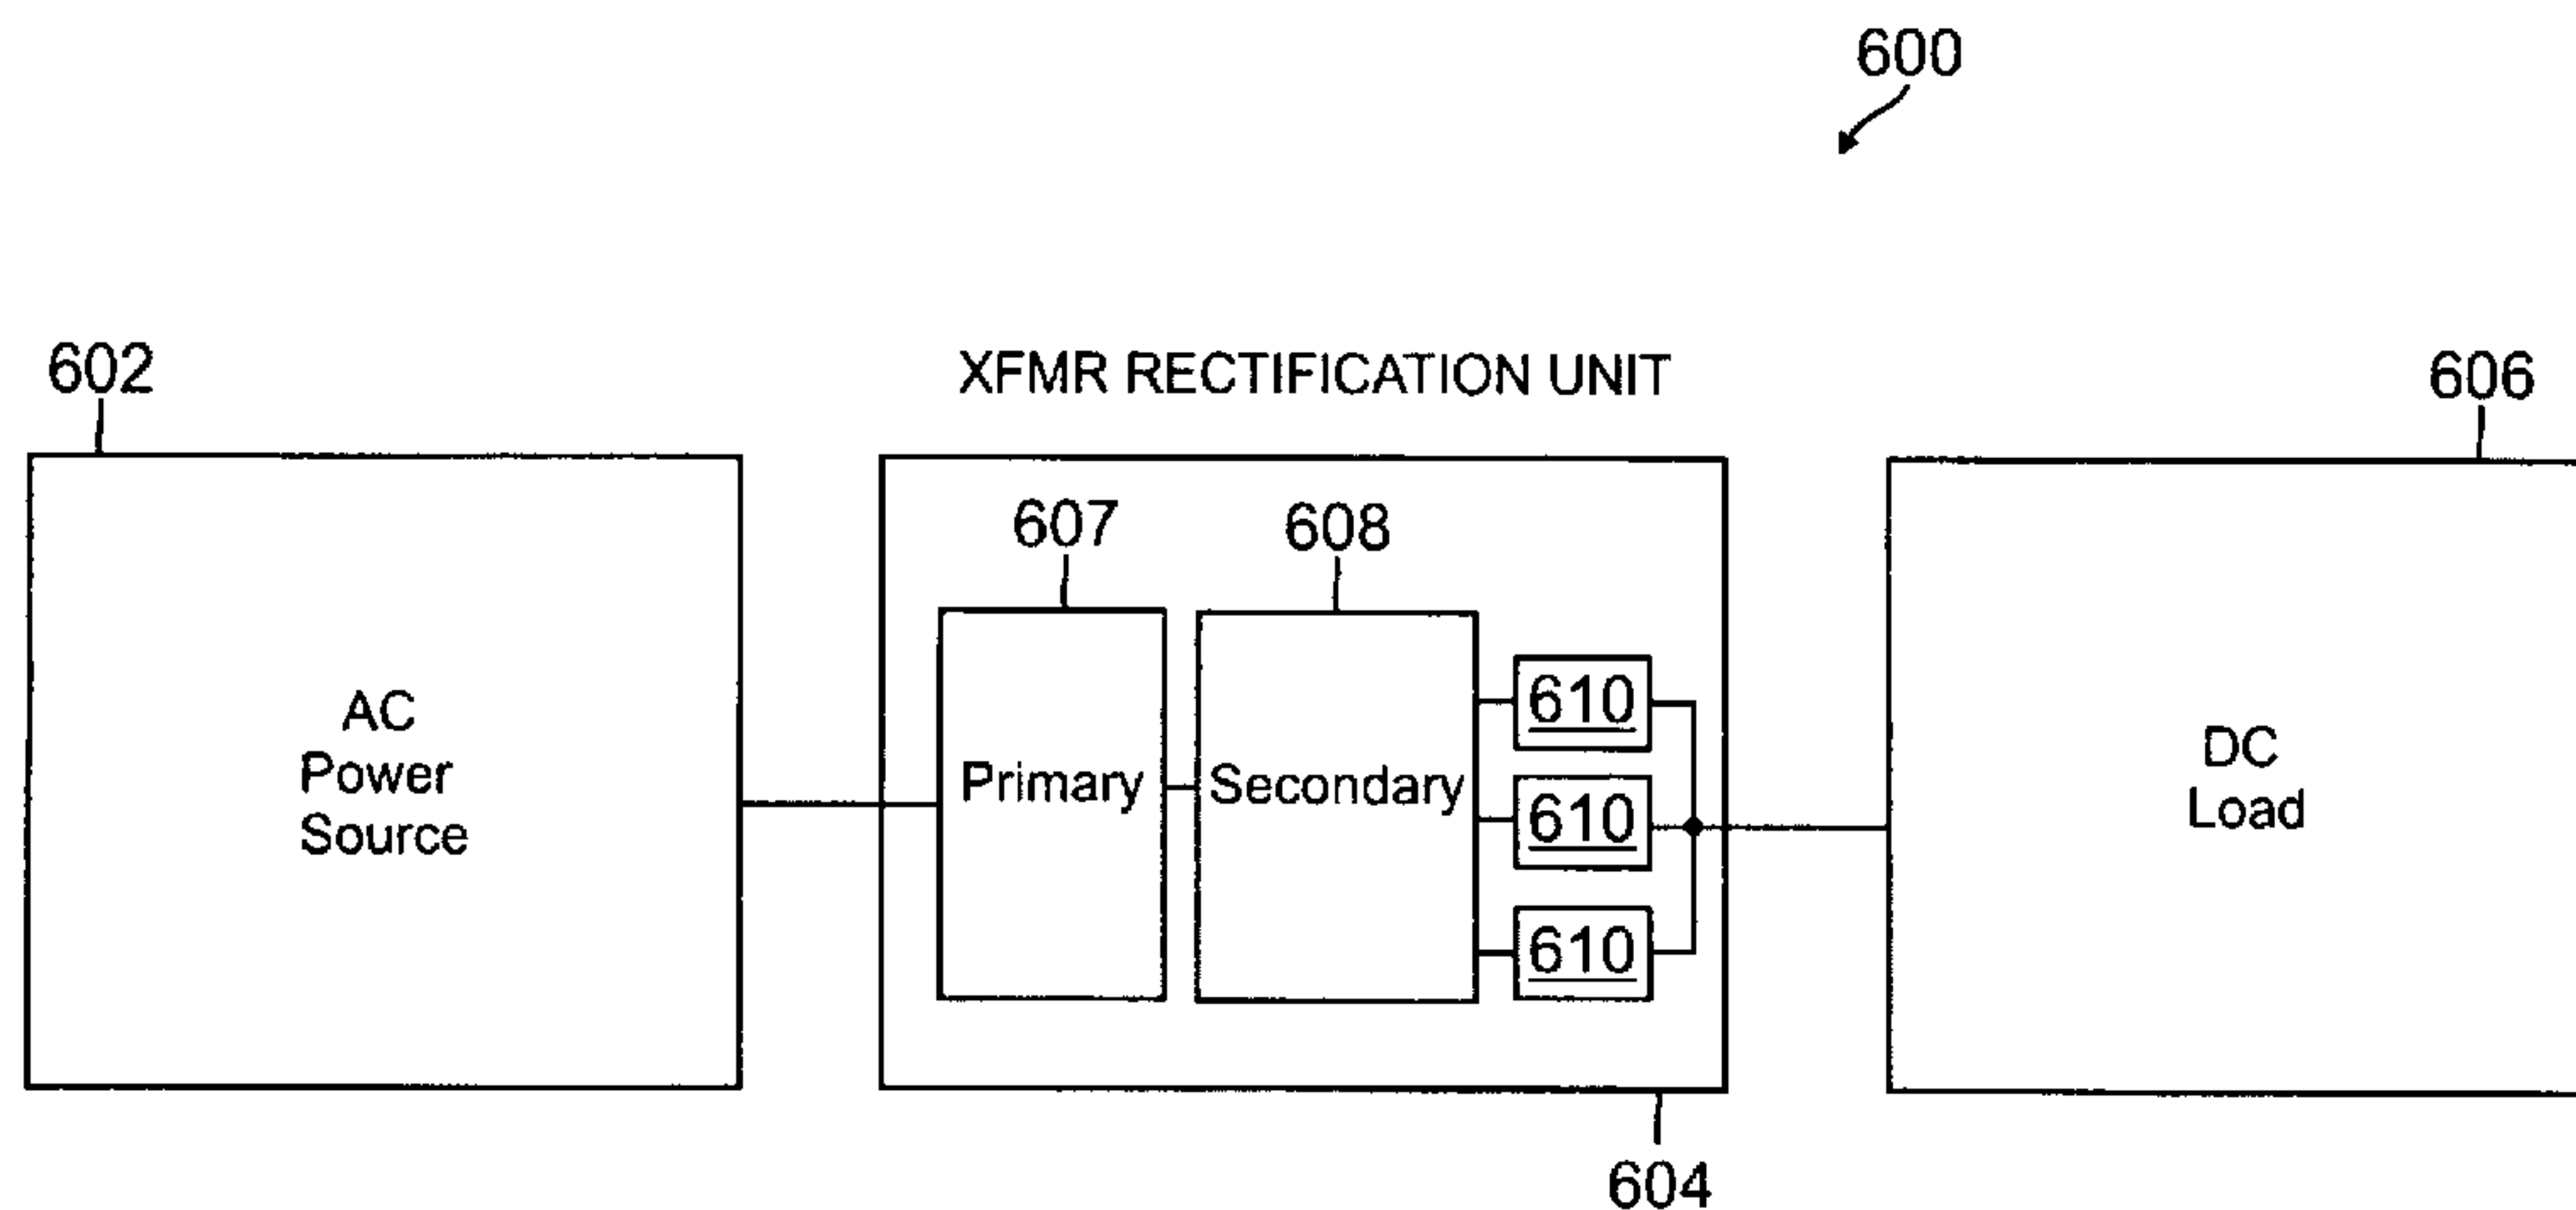 600
602
XFMR RECTIFICATION UNIT
606
607
608
AC
Power
Source
Primary
Secondary
610
610
610
DC
Load
604